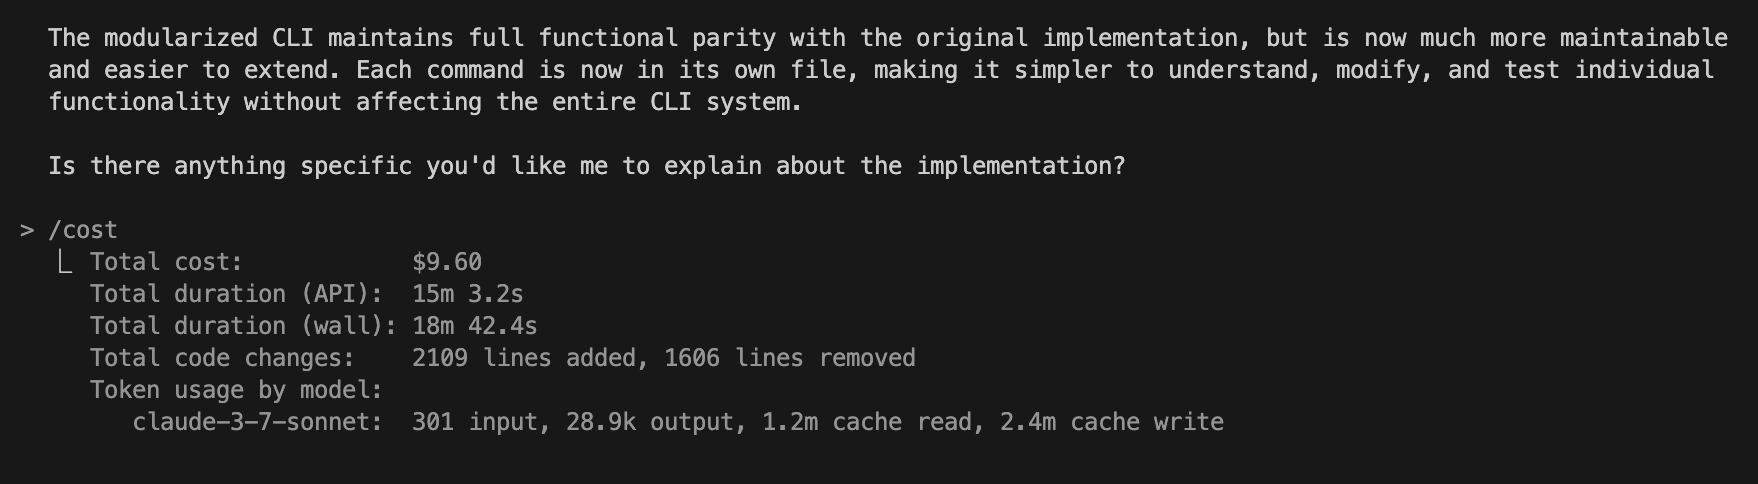 The modularized CLI maintains full functional parity with the original implementation, but is now much more maintainable
and easier to extend. Each command is now in its own file, making it simpler to understand, modify, and test individual
functionality without affecting the entire CLI system.
Is there anything specific you'd like me to explain about the implementation?
> /cost
⎿ Total cost: $9.60
Total duration (API): 15m 3.2s
Total duration (wall): 18m 42.4s
Total code changes: 2109 lines added, 1606 lines removed
Token usage by model:
claude-3-7-sonnet: 301 input, 28.9k output, 1.2m cache read, 2.4m cache write